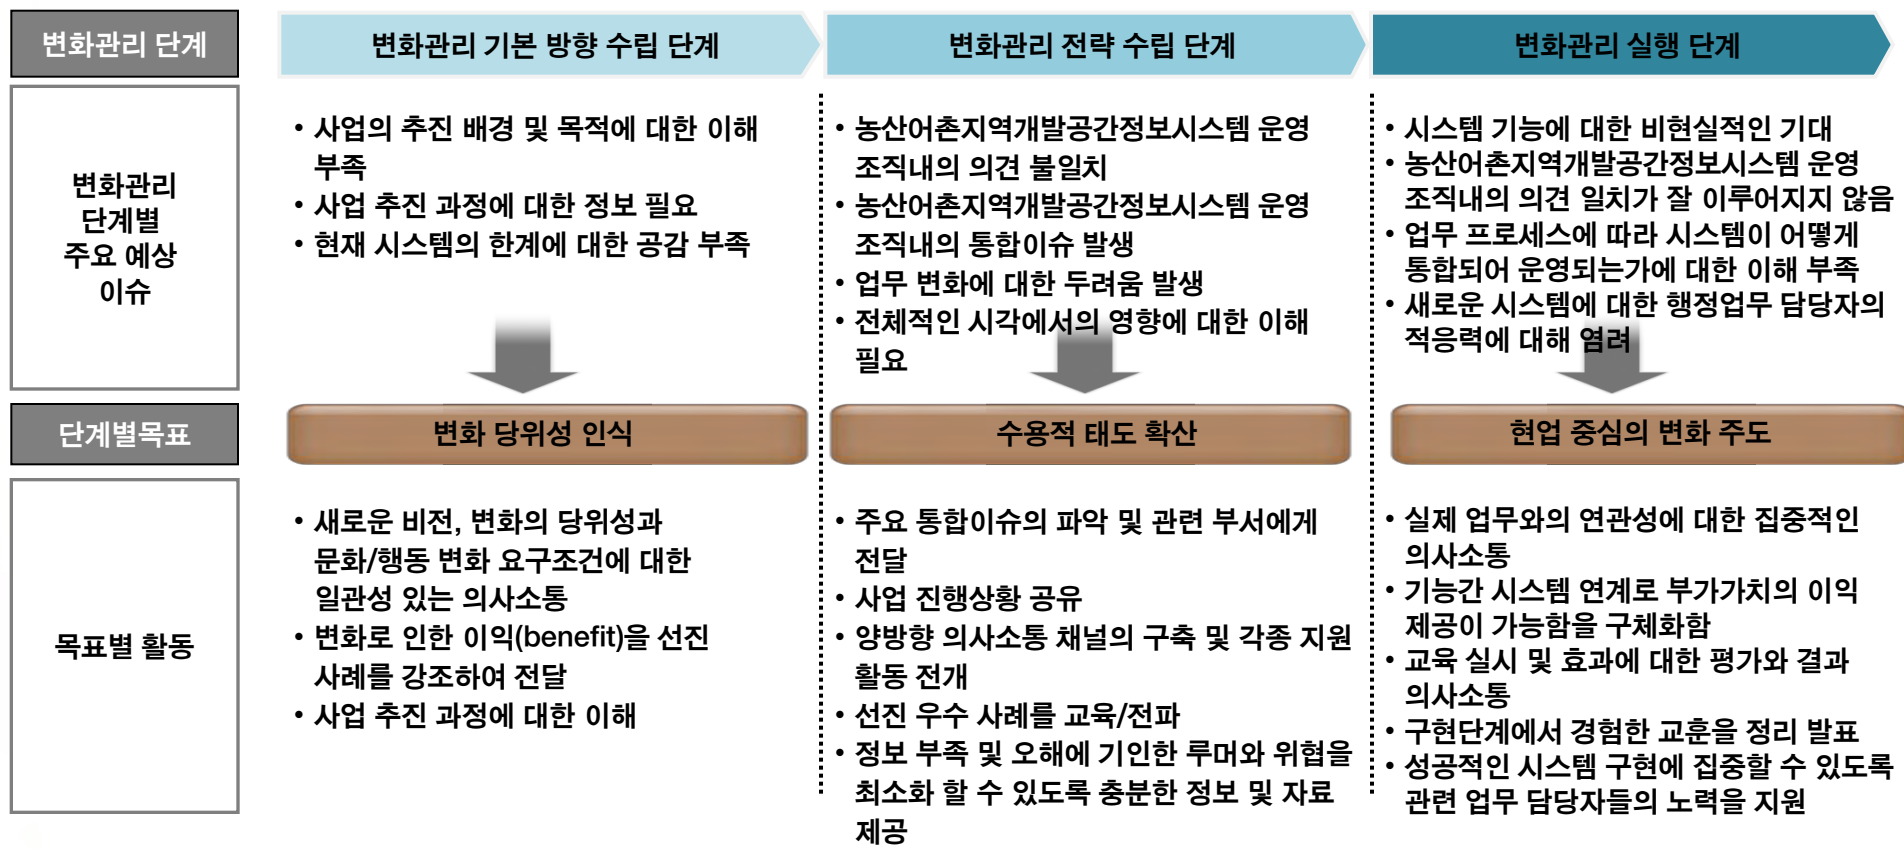 변화관리 단계
변화관리 기본 방향 수립 단계
변화관리 전략 수립 단계
변화관리 실행 단계
변화관리
단계별
주요 예상
이슈
• 사업의 추진 배경 및 목적에 대한 이해
부족
• 사업 추진 과정에 대한 정보 필요
• 현재 시스템의 한계에 대한 공감 부족
• 농산어촌지역개발공간정보시스템 운영
조직내의 의견 불일치
• 농산어촌지역개발공간정보시스템 운영
조직내의 통합이슈 발생
• 업무 변화에 대한 두려움 발생
• 전체적인 시각에서의 영향에 대한 이해
필요
• 시스템 기능에 대한 비현실적인 기대
• 농산어촌지역개발공간정보시스템 운영
조직내의 의견 일치가 잘 이루어지지 않음
• 업무 프로세스에 따라 시스템이 어떻게
통합되어 운영되는가에 대한 이해 부족
• 새로운 시스템에 대한 행정업무 담당자의
적응력에 대해 염려
단계별목표
변화 당위성 인식
수용적 태도 확산
현업 중심의 변화 주도
목표별 활동
• 새로운 비전, 변화의 당위성과
문화/행동 변화 요구조건에 대한
일관성 있는 의사소통
• 변화로 인한 이익(benefit)을 선진
사례를 강조하여 전달
• 사업 추진 과정에 대한 이해
• 주요 통합이슈의 파악 및 관련 부서에게
전달
• 사업 진행상황 공유
• 양방향 의사소통 채널의 구축 및 각종 지원
활동 전개
• 선진 우수 사례를 교육/전파
• 정보 부족 및 오해에 기인한 루머와 위협을
최소화 할 수 있도록 충분한 정보 및 자료
제공
• 실제 업무와의 연관성에 대한 집중적인
의사소통
• 기능간 시스템 연계로 부가가치의 이익
제공이 가능함을 구체화함
• 교육 실시 및 효과에 대한 평가와 결과
의사소통
• 구현단계에서 경험한 교훈을 정리 발표
• 성공적인 시스템 구현에 집중할 수 있도록
관련 업무 담당자들의 노력을 지원